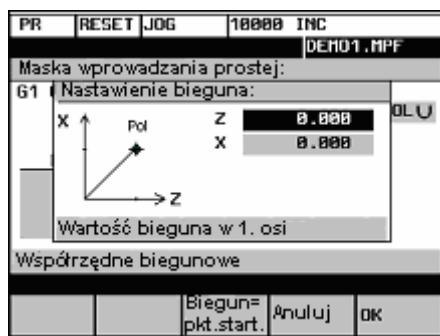 PR RESET JOG 10000 INC
DEMO1.MPF
Maska wprowadzania prostej:
G1 Nastawienie bieguna:
OL U
X Pol Z 0.000
X 0.000
Z
Wartość bieguna w 1. osi
Współrzędne biegunowe
Biegun= pkt.start. Anuluj OK